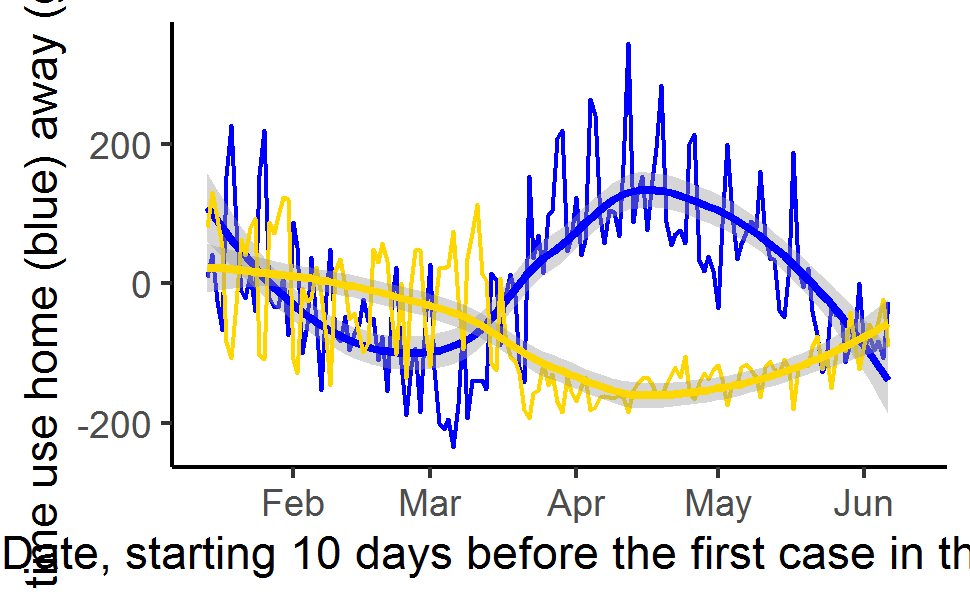 time use home (blue) away (
200
0
-200
Feb Mar Apr May Jun
Date, starting 10 days before the first case in th